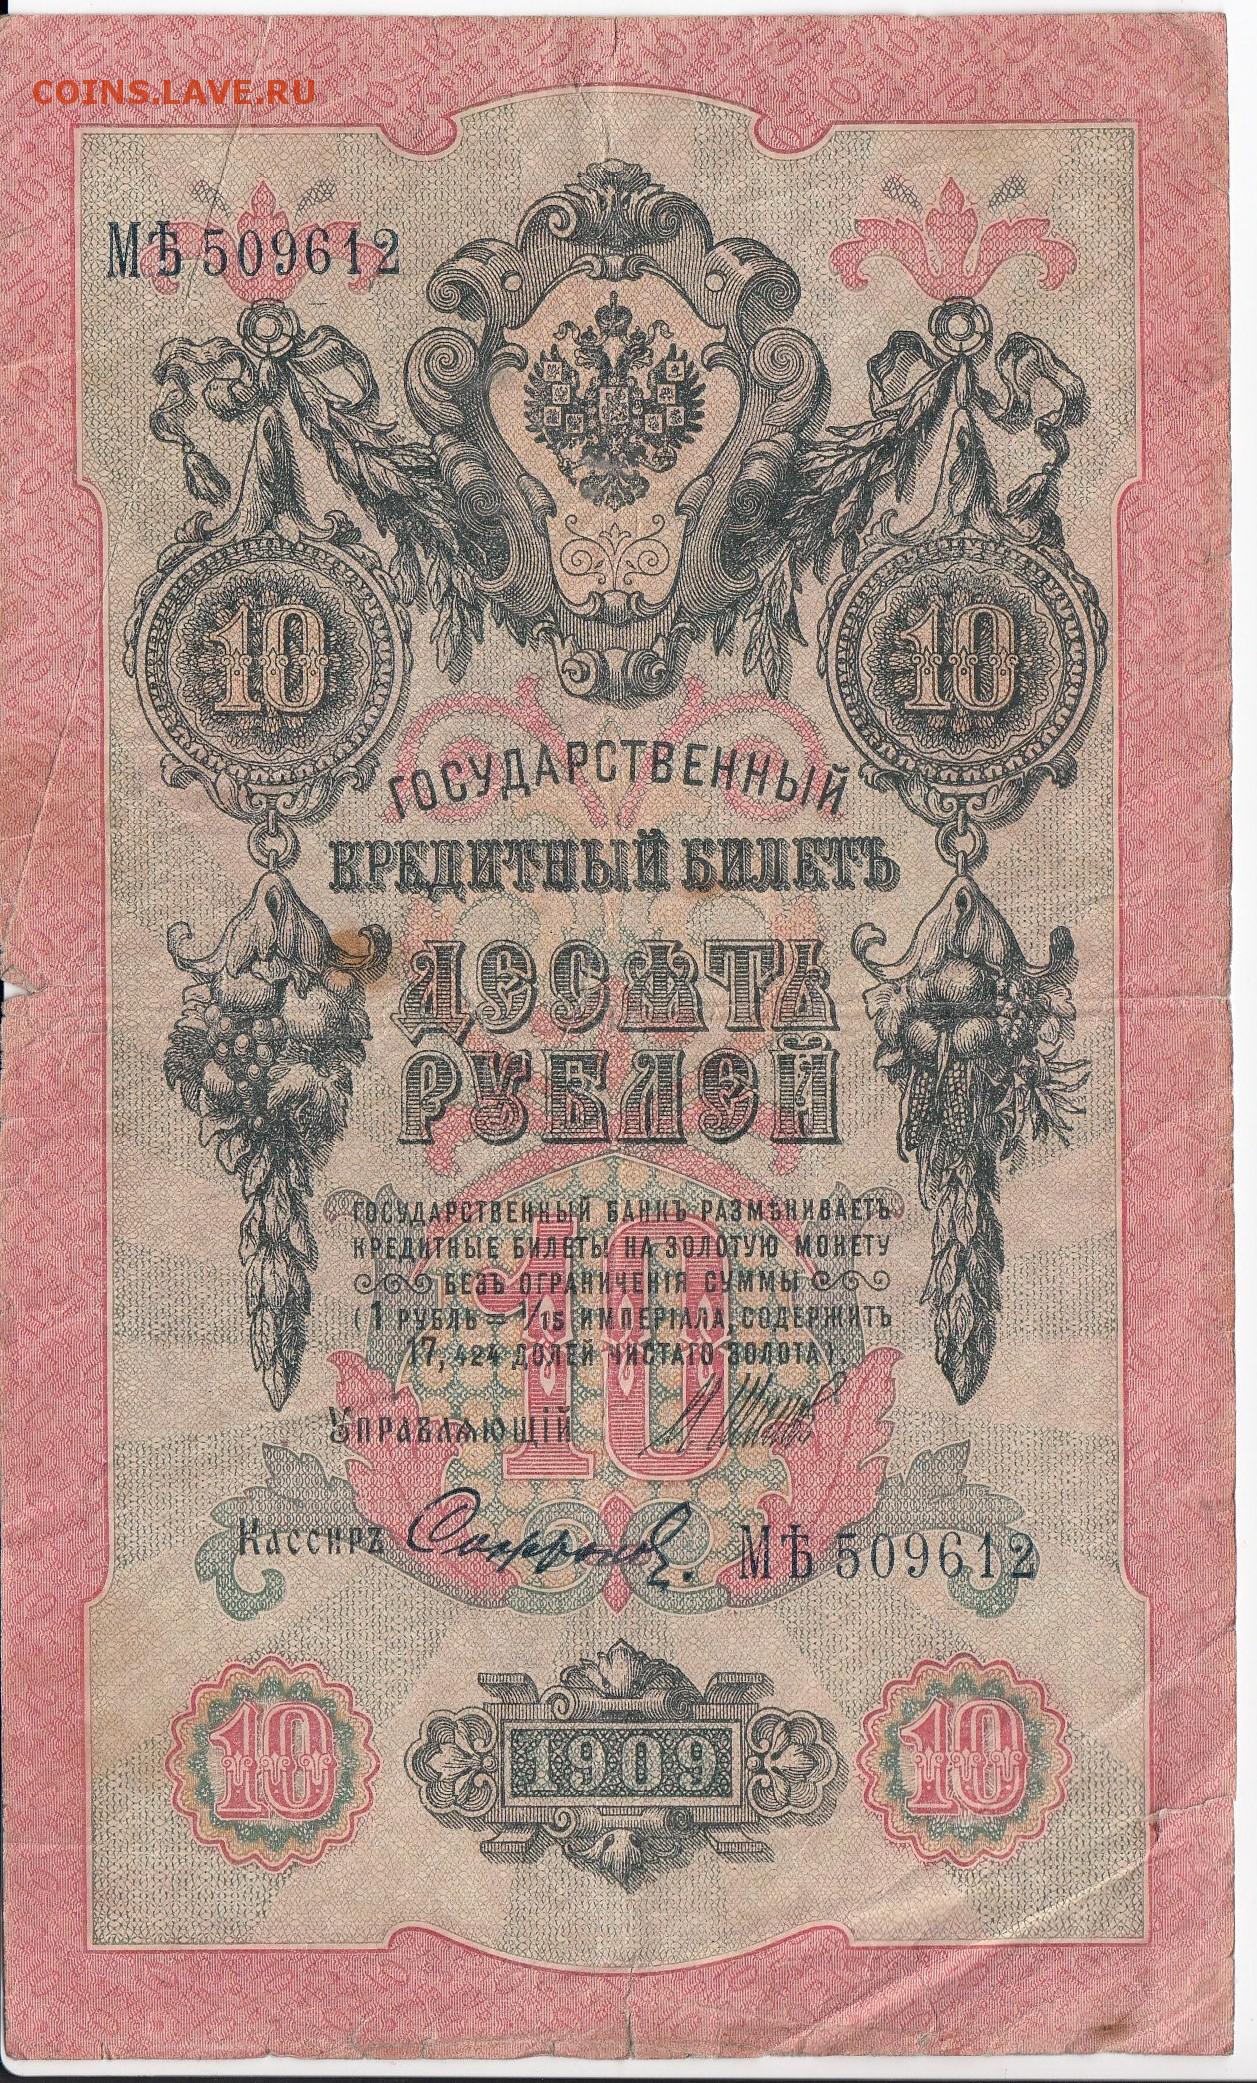 COINS.LAVE.RU
МѢ 509612
10 10
ГОСУДАРСТВЕННЫЙ
КРЕДИТНЫЙ БИЛЕТЪ
ДЕСЯТЬ
РУБЛЕЙ
ГОСУДАРСТВЕННЫЙ БАНКЪ РАЗМѢНИВАЕТЪ
КРЕДИТНЫЕ БИЛЕТЫ НА ЗОЛОТУЮ МОНЕТУ
БЕЗЪ ОГРАНИЧЕНІЯ СУММЫ
(1 РУБЛЬ = 1/15 ИМПЕРІАЛА, СОДЕРЖИТЪ
17,424 ДОЛЕЙ ЧИСТАГО ЗОЛОТА).
10
УПРАВЛЯЮЩІЙ
КАССИРЪ
МѢ 509612
10 1909 10